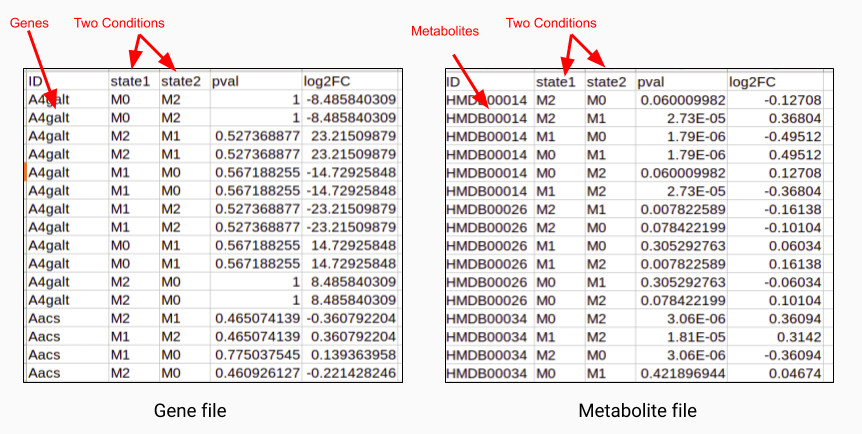 Genes Two Conditions
ID state1 state2 pval log2FC
A4galt M0 M2 1 -8.485840309
A4galt M0 M2 1 -8.485840309
A4galt M2 M1 0.527368877 23.21509879
A4galt M2 M1 0.527368877 23.21509879
A4galt M1 M0 0.567188255 -14.72925848
A4galt M1 M0 0.567188255 -14.72925848
A4galt M1 M2 0.527368877 -23.21509879
A4galt M1 M2 0.527368877 -23.21509879
A4galt M0 M1 0.567188255 14.72925848
A4galt M0 M1 0.567188255 14.72925848
A4galt M2 M0 1 8.485840309
A4galt M2 M0 1 8.485840309
Aacs M2 M1 0.465074139 -0.360792204
Aacs M1 M2 0.465074139 0.360792204
Aacs M1 M0 0.775037545 0.139363958
Aacs M2 M0 0.460926127 -0.221428246
Gene file
Metabolites Two Conditions
ID state1 state2 pval log2FC
HMDB00014 M2 M0 0.060009982 -0.12708
HMDB00014 M2 M1 2.73E-05 0.36804
HMDB00014 M1 M0 1.79E-06 -0.49512
HMDB00014 M0 M1 1.79E-06 0.49512
HMDB00014 M0 M2 0.060009982 0.12708
HMDB00014 M1 M2 2.73E-05 -0.36804
HMDB00026 M2 M1 0.007822589 -0.16138
HMDB00026 M2 M0 0.078422199 -0.10104
HMDB00026 M1 M0 0.305292763 0.06034
HMDB00026 M1 M2 0.007822589 0.16138
HMDB00026 M0 M1 0.305292763 -0.06034
HMDB00026 M0 M2 0.078422199 0.10104
HMDB00034 M0 M2 3.06E-06 0.36094
HMDB00034 M1 M2 1.81E-05 0.3142
HMDB00034 M2 M0 3.06E-06 -0.36094
HMDB00034 M0 M1 0.421896944 0.04674
Metabolite file